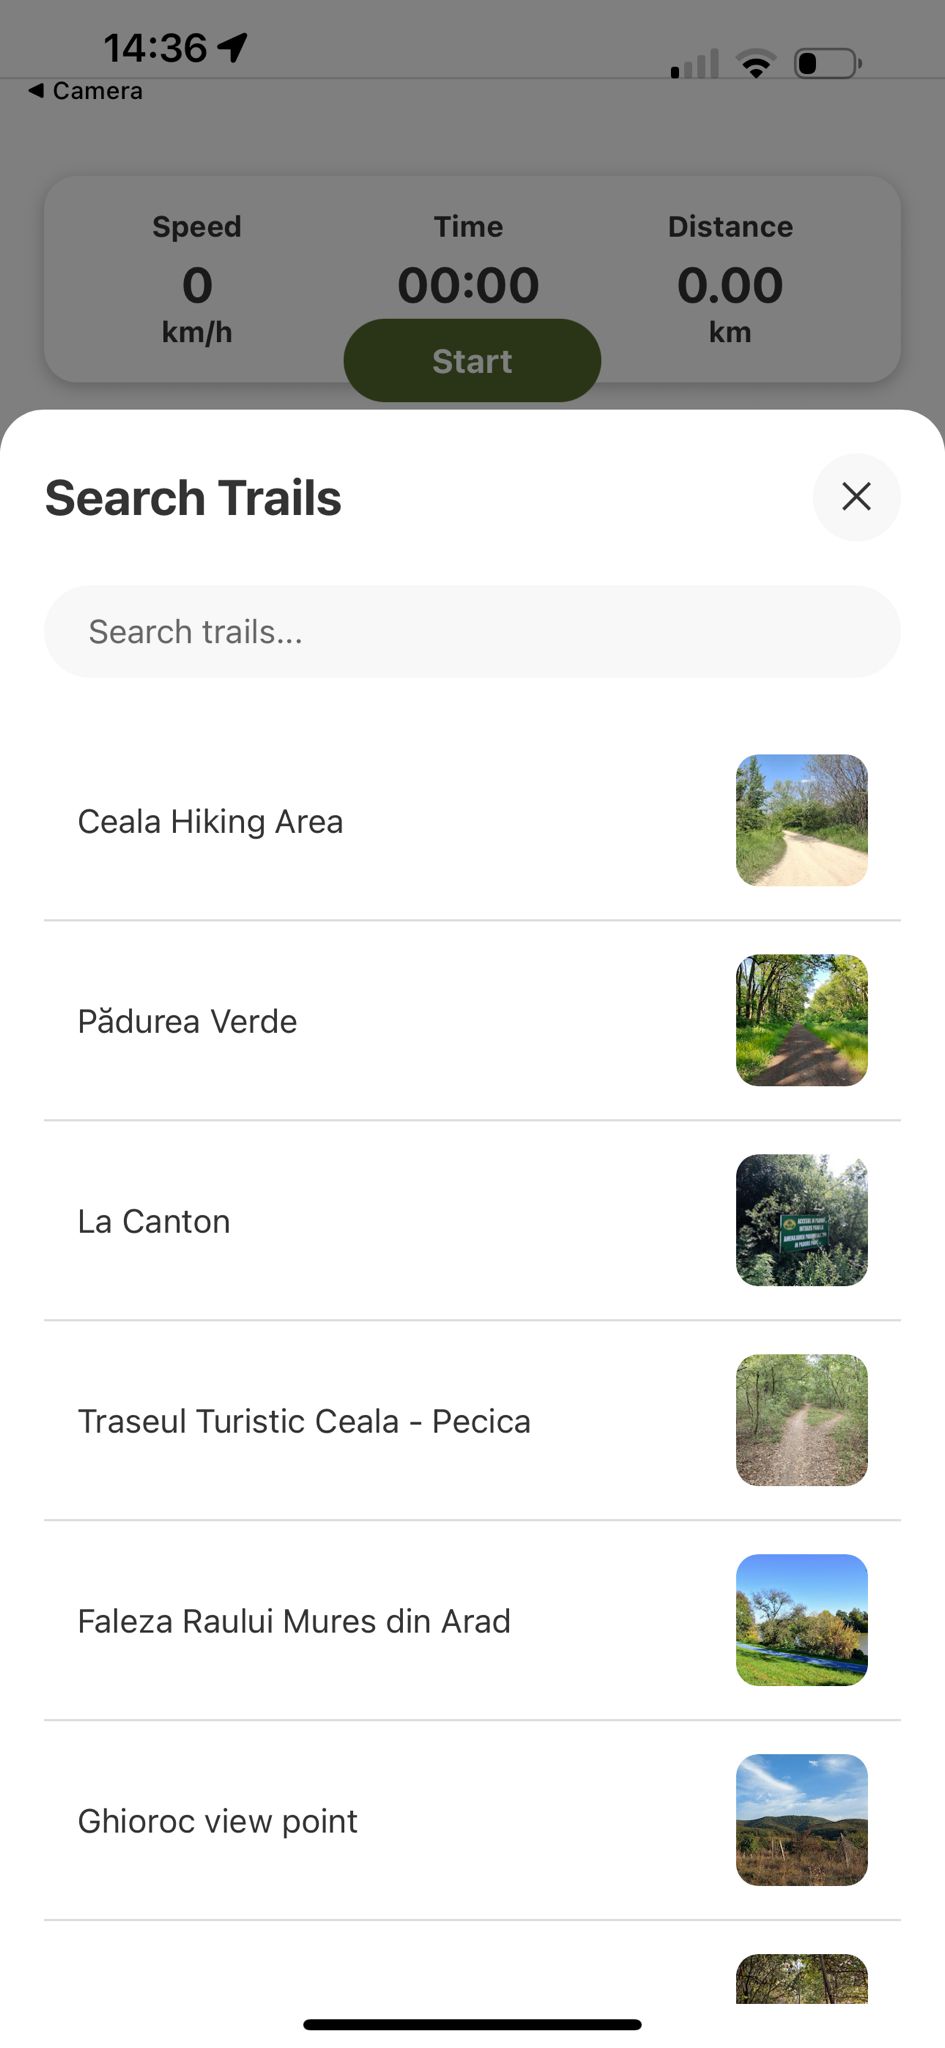 14:36
Camera
Speed Time Distance
0 00:00 0.00
km/h km
Start
Search Trails
Search trails...
Ceala Hiking Area
Pădurea Verde
La Canton
Traseul Turistic Ceala - Pecica
Faleza Raului Mures din Arad
Ghioroc view point